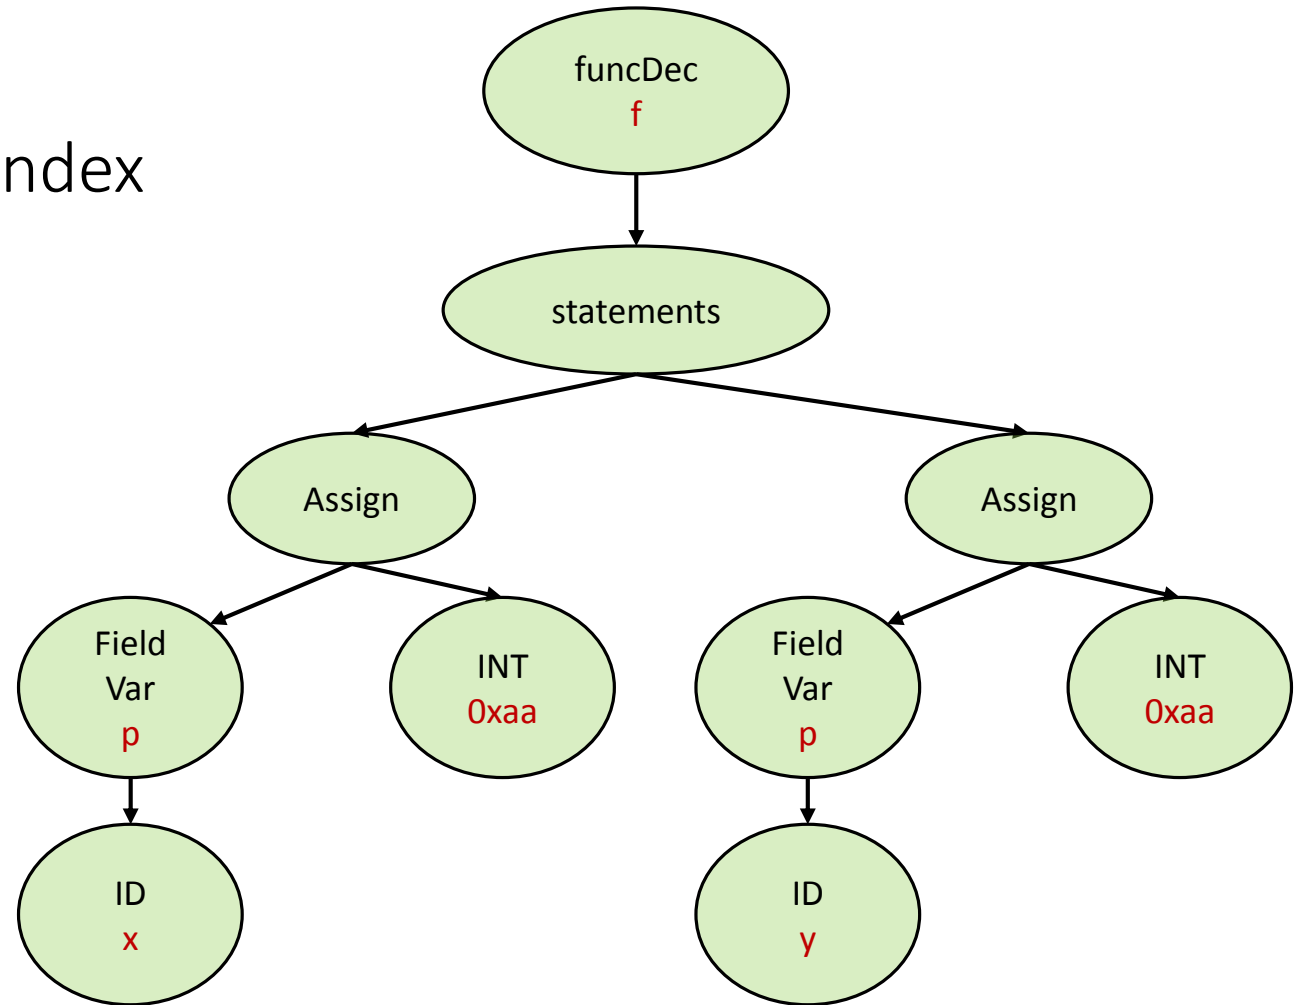 funcDec
f
ndex
statements
Assign
Assign
Field
Var
p
INT
0xaa
Field
Var
p
INT
0xaa
ID
x
ID
y